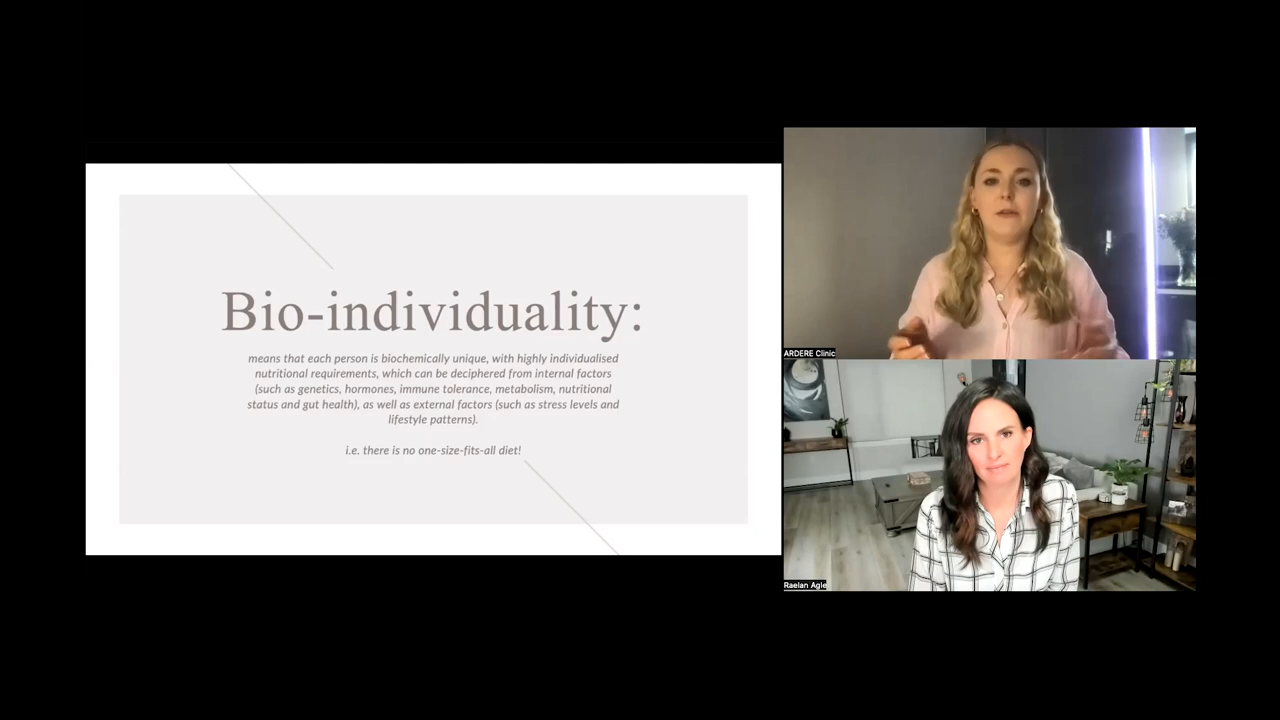 Bio-individuality:
means that each person is biochemically unique, with highly individualised
nutritional requirements, which can be deciphered from internal factors
(such as genetics, hormones, immune tolerance, metabolism, nutritional
status and gut health), as well as external factors (such as stress levels and
lifestyle patterns).
i.e. there is no one-size-fits-all diet!
ARDERE Clinic
Raelan Agle